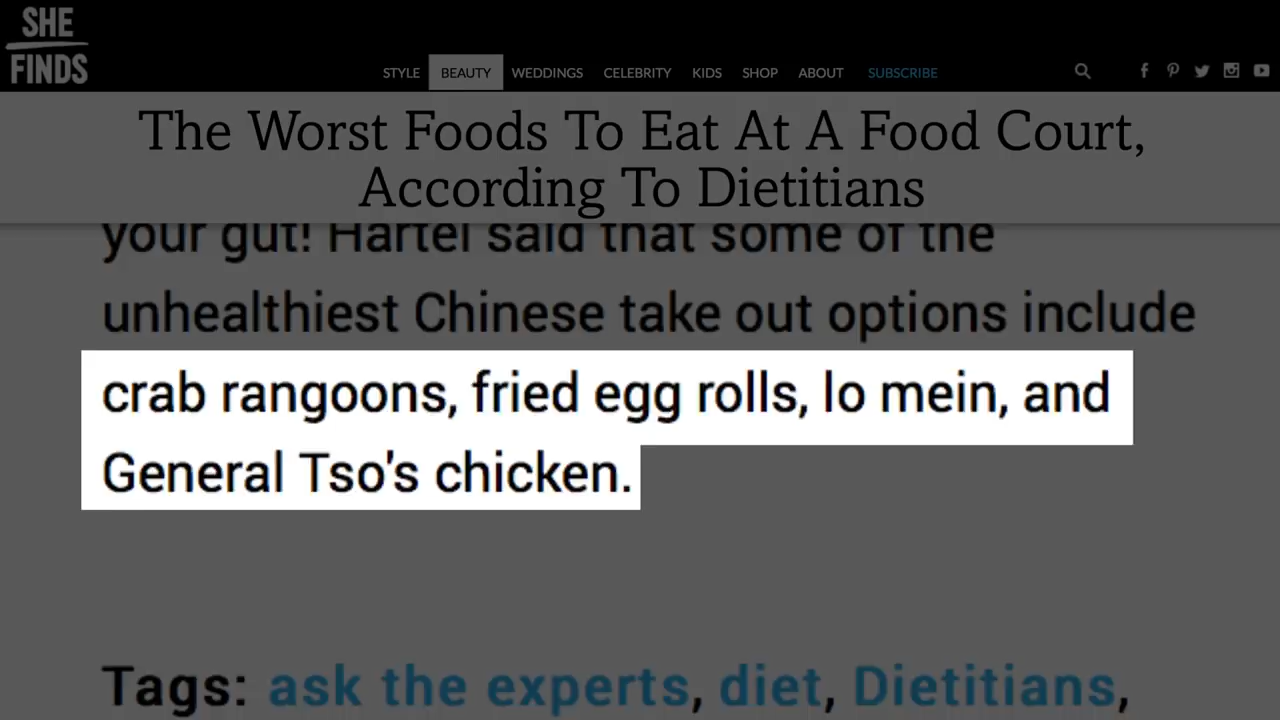 SHE
FINDS
STYLE BEAUTY WEDDINGS CELEBRITY KIDS SHOP ABOUT SUBSCRIBE
The Worst Foods To Eat At A Food Court,
According To Dietitians
your gut! Hartel said that some of the
unhealthiest Chinese take out options include
crab rangoons, fried egg rolls, lo mein, and
General Tso's chicken.
Tags: ask the experts, diet, Dietitians,